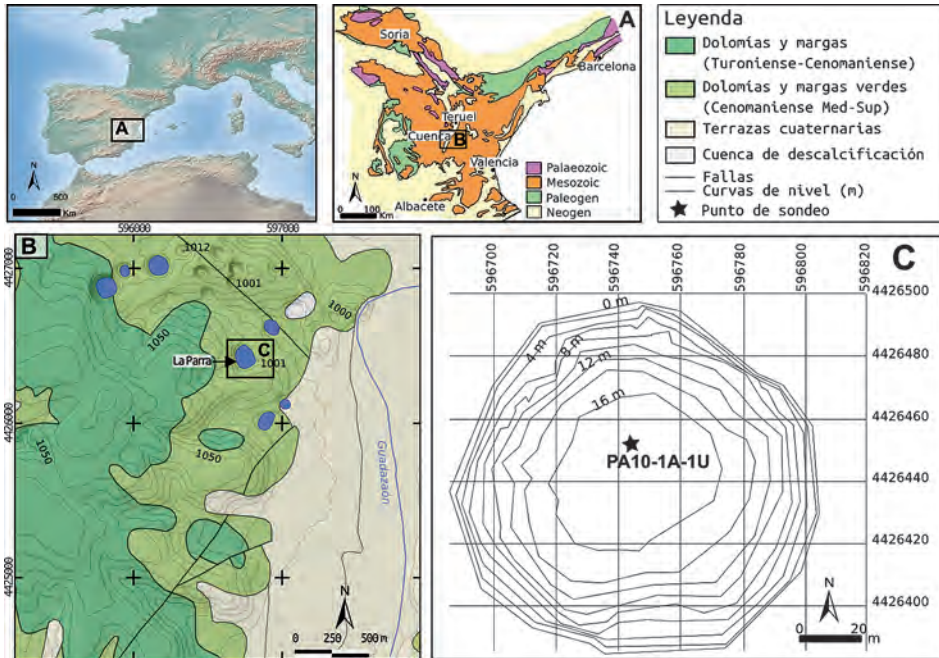 A
N
0
500
Km
A
Soria
Barcelona
Teruel
Cuenca
B
Valencia
Albacete
N
0
100
Km
Palaeozoic
Mesozoic
Paleogen
Neogen
Leyenda
Dolomías y margas
(Turoniense-Cenomaniense)
Dolomías y margas verdes
(Cenomaniense Med-Sup)
Terrazas cuaternarias
Cuenca de descalcificación
Fallas
Curvas de nivel (m)
Punto de sondeo
B
596000
597000
4427000
4426000
4425000
1012
1001
1000
1050
La Parra
C
1001
1050
1050
Guadazaón
N
0
250
500 m
C
596700
596720
596740
596760
596780
596800
596820
4426500
4426480
4426460
4426440
4426420
4426400
0 m
4 m
8 m
12 m
16 m
PA10-1A-1U
N
0
20
m